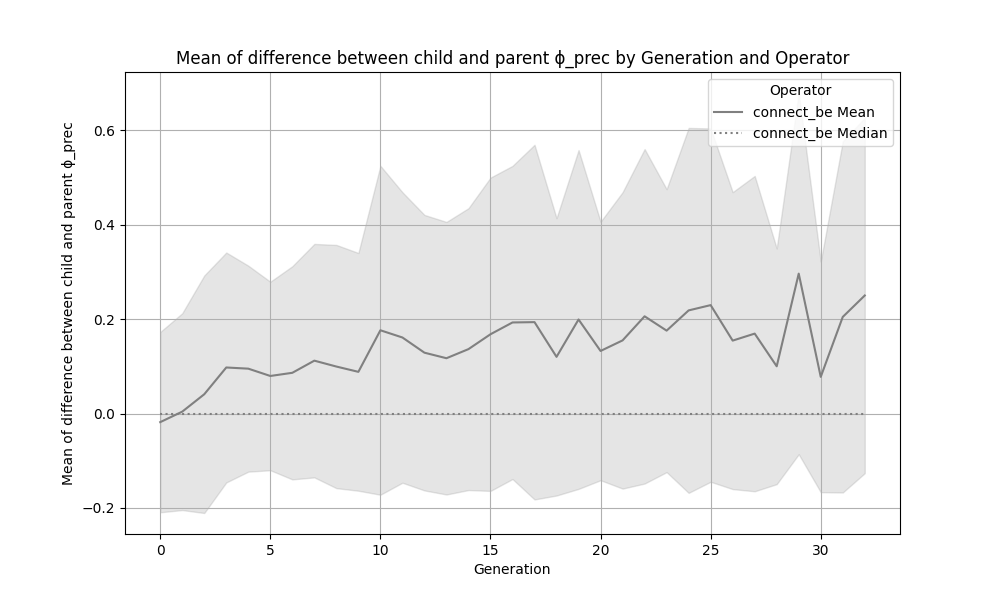 Mean of difference between child and parent ϕ_prec by Generation and Operator
Mean of difference between child and parent ϕ_prec
0.6
0.4
0.2
0.0
−0.2
Operator
connect_be Mean
connect_be Median
0 5 10 15 20 25 30
Generation